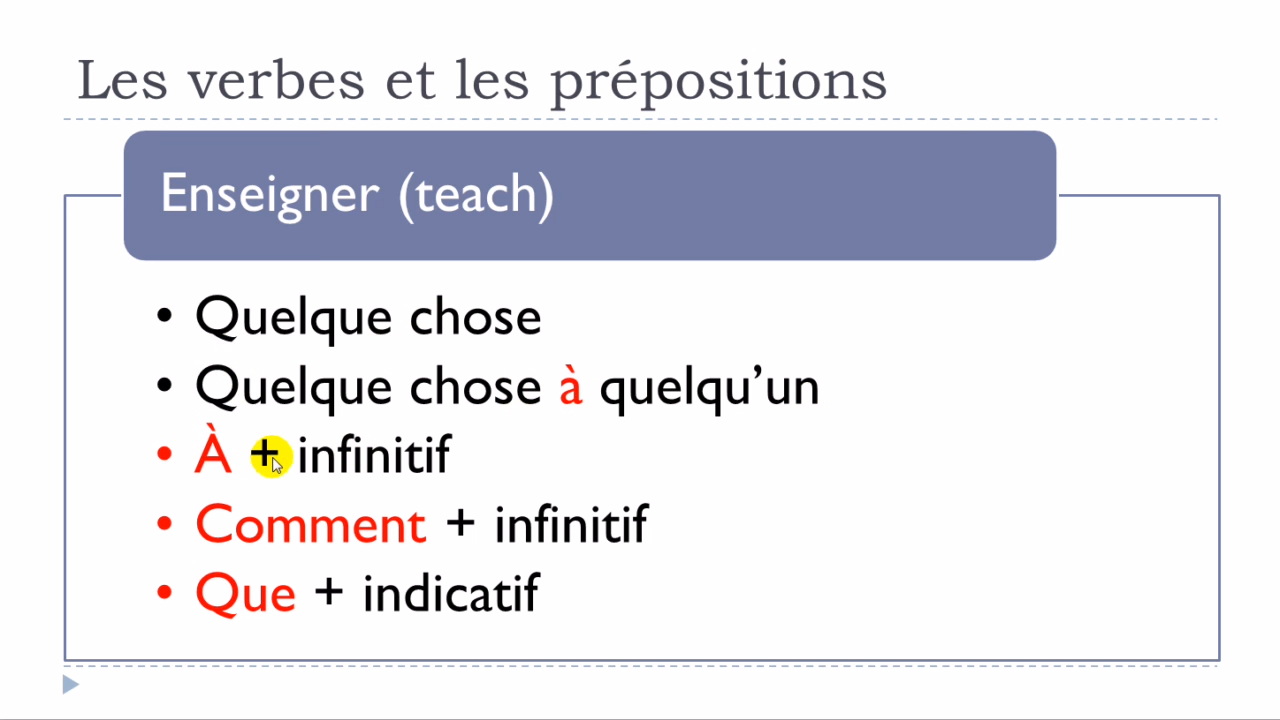 Les verbes et les prépositions
Enseigner (teach)
• Quelque chose
• Quelque chose à quelqu’un
• À + infinitif
• Comment + infinitif
• Que + indicatif